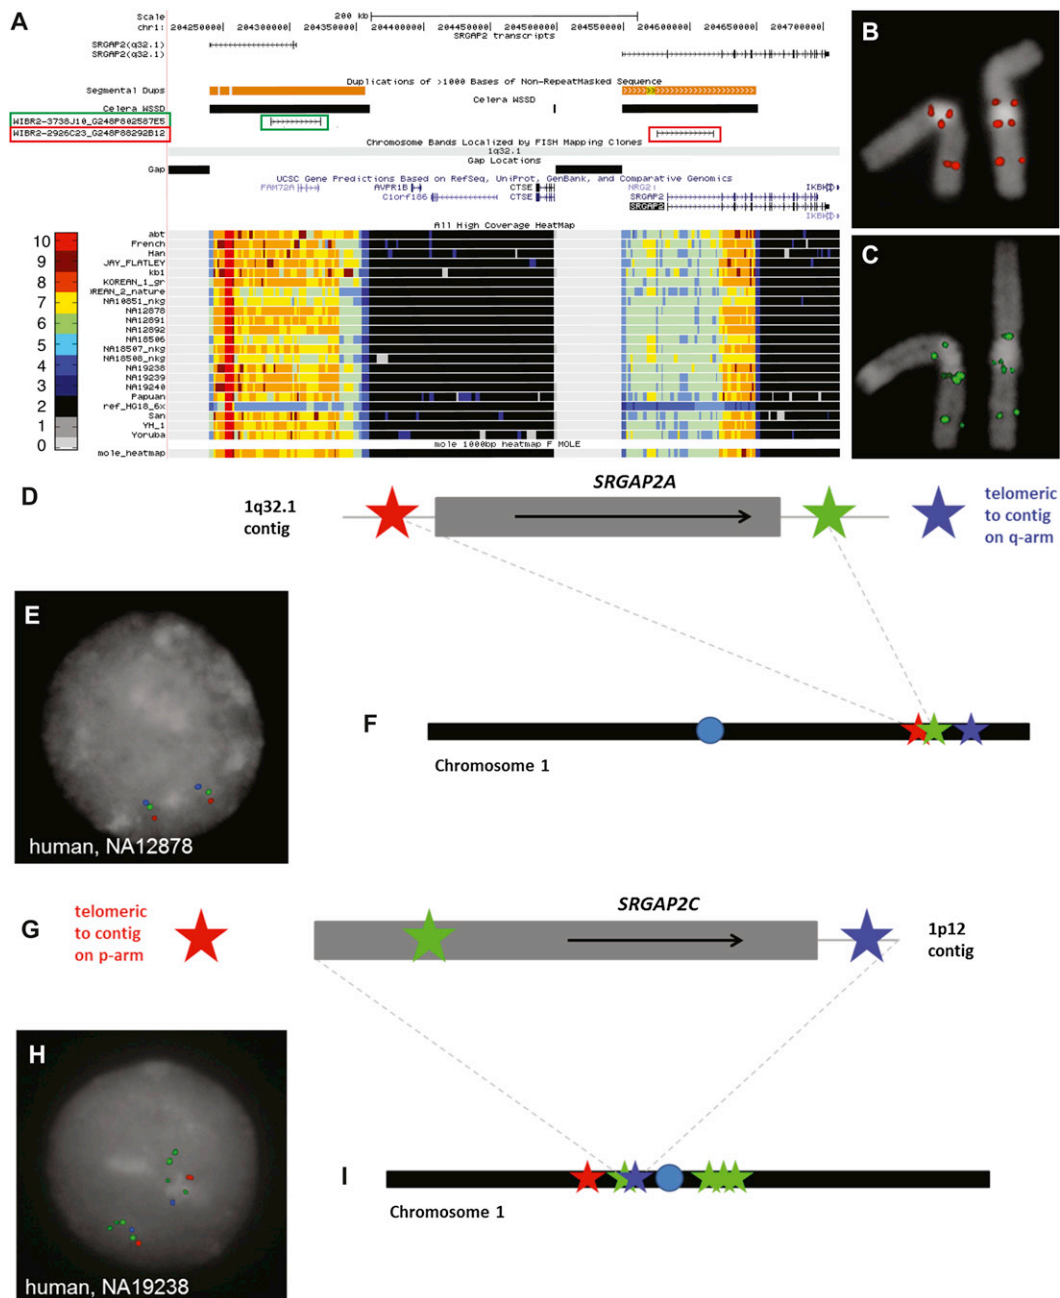 A
Scale
200 kb
chr1:
204250000
204300000
204350000
204400000
204450000
204500000
204550000
204600000
204650000
204700000
SRGAP2 transcripts
SRGAP2(q32.1)
SRGAP2(q32.1)
Duplications of >1000 Bases of Non-RepeatMasked Sequence
Segmental Dups
Celera WSSD
Celera WSSD
WIBR2-3738J10_G248P802587E5
WIBR2-2926C23_G248P88292B12
Chromosome Bands Localized by FISH Mapping Clones
1q32.1
Gap Locations
Gap
UCSC Gene Predictions Based on RefSeq, UniProt, GenBank, and Comparative Genomics
FAM72A
AVPR1B
CTSE
NRG2
IKBK
C1orf186
CTSE
SRGAP2
SRGAP2
IKBK
All High Coverage HeatMap
abt
French
Han
JAY_FLATLEY
kb1
KOREAN_1_gr
OREAN_2_nature
NA10851_nkg
NA12878
NA12891
NA12892
NA18506
NA18507_nkg
NA18508_nkg
NA19238
NA19239
NA19240
Papuan
ref_HG18_6x
San
YH_1
Yoruba
mole 1000bp heatmap F MOLE
mole_heatmap
10
9
8
7
6
5
4
3
2
1
0
B
C
D
1q32.1
contig
SRGAP2A
telomeric
to contig
on q-arm
E
human, NA12878
F
Chromosome 1
G
telomeric
to contig
on p-arm
SRGAP2C
1p12
contig
H
human, NA19238
I
Chromosome 1